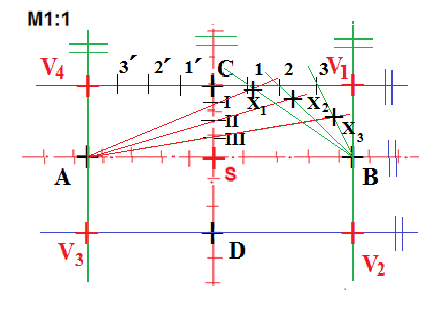 M1:1
V4 3´ 2´ 1´ C 1 2 3 V1
I X1 X2
II X3
III
A S B
V3 D V2